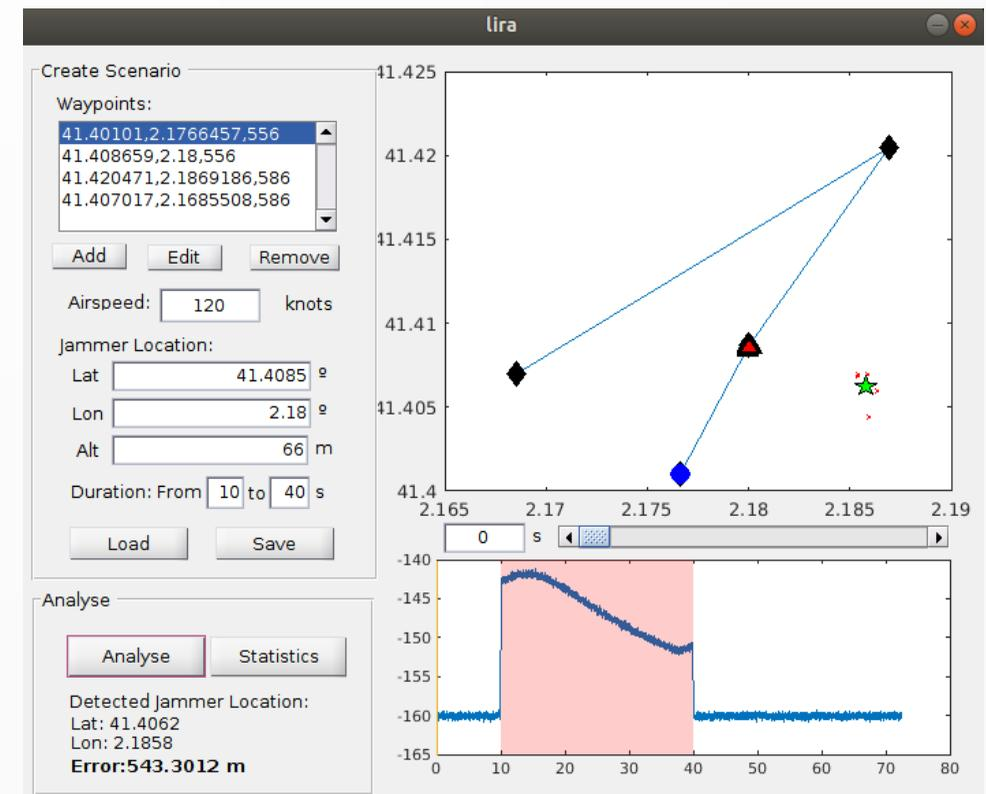 lira
Create Scenario
Waypoints:
41.40101,2.1766457,556
41.408659,2.18,556
41.420471,2.1869186,586
41.407017,2.1685508,586
Add Edit Remove
Airspeed: 120 knots
Jammer Location:
Lat 41.4085 º
Lon 2.18 º
Alt 66 m
Duration: From 10 to 40 s
Load Save
Analyse
Analyse Statistics
Detected Jammer Location:
Lat: 41.4062
Lon: 2.1858
Error:543.3012 m
41.425
41.42
41.415
41.41
41.405
41.4
2.165 2.17 2.175 2.18 2.185 2.19
0 s
-140
-145
-150
-155
-160
-165
0 10 20 30 40 50 60 70 80